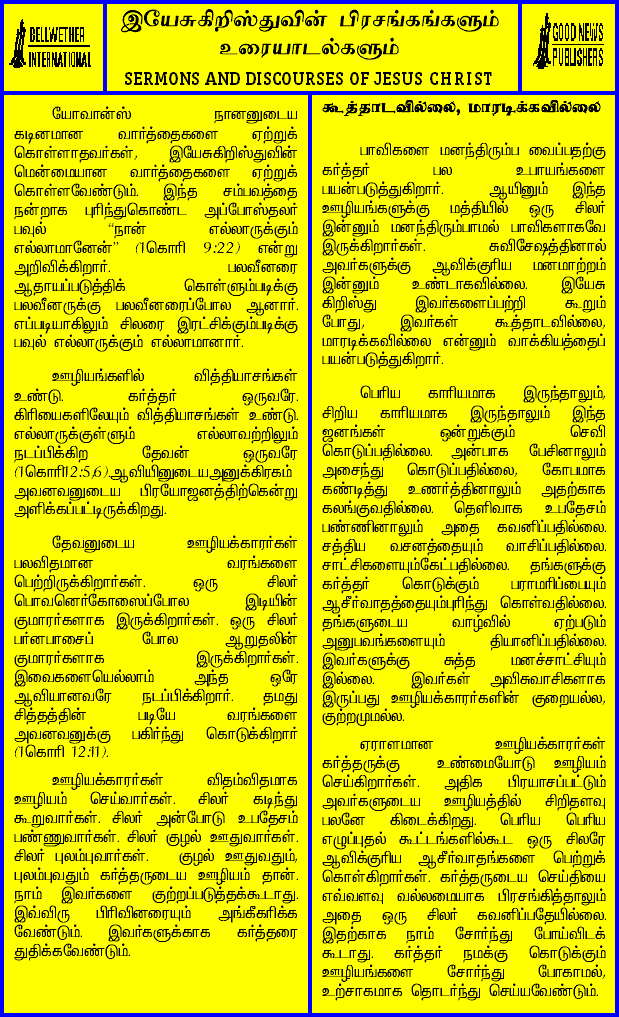 BELLWETHER
INTERNATIONAL
இயேசுகிறிஸ்துவின் பிரசங்கங்களும்
உரையாடல்களும்
SERMONS AND DISCOURSES OF JESUS CHRIST
GOOD NEWS
PUBLISHERS
யோவான்ஸ் நானனுடைய
கடினமான வார்த்தைகளை ஏற்றுக்
கொள்ளாதவர்கள், இயேசுகிறிஸ்துவின்
மென்மையான வார்த்தைகளை ஏற்றுக்
கொள்ளவேண்டும். இந்த சம்பவத்தை
நன்றாக புரிந்துகொண்ட அப்போஸ்தலர்
பவுல் “நான் எல்லாருக்கும்
எல்லாமானேன்” (1கொரி 9:22) என்று
அறிவிக்கிறார். பலவீனரை
ஆதாயப்படுத்திக் கொள்ளும்படிக்கு
பலவீனருக்கு பலவீனரைப்போல ஆனார்.
எப்படியாகிலும் சிலரை இரட்சிக்கும்படிக்கு
பவுல் எல்லாருக்கும் எல்லாமானார்.
ஊழியங்களில் வித்தியாசங்கள்
உண்டு. கர்த்தர் ஒருவரே.
கிரியைகளிலேயும் வித்தியாசங்கள் உண்டு.
எல்லாருக்குள்ளும் எல்லாவற்றிலும்
நடப்பிக்கிற தேவன் ஒருவரே
(1கொரி12:5,6).ஆவியினுடையஅனுக்கிரகம்
அவனவனுடைய பிரயோஜனத்திற்கென்று
அளிக்கப்பட்டிருக்கிறது.
தேவனுடைய ஊழியக்காரர்கள்
பலவிதமான வரங்களை
பெற்றிருக்கிறார்கள். ஒரு சிலர்
பொவனெர்கேஸைப்போல இடியின்
குமாரர்களாக இருக்கிறார்கள். ஒரு சிலர்
பர்னபாசைப் போல ஆறுதலின்
குமாரர்களாக இருக்கிறார்கள்.
இவைகளையெல்லாம் அந்த ஒரே
ஆவியானவரே நடப்பிக்கிறார். தமது
சித்தத்தின் படியே வரங்களை
அவனவனுக்கு பகிர்ந்து கொடுக்கிறார்
(1கொரி 12:11).
ஊழியக்காரர்கள் விதம்விதமாக
ஊழியம் செய்வார்கள். சிலர் கடிந்து
கூறுவார்கள். சிலர் அன்போடு உபதேசம்
பண்ணுவார்கள். சிலர் குழல் ஊதுவார்கள்.
சிலர் புலம்புவார்கள். குழல் ஊதுவதும்,
புலம்புவதும் கர்த்தருடைய ஊழியம் தான்.
நாம் இவர்களை குற்றப்படுத்தக்கூடாது.
இவ்விரு பிரிவினரையும் அங்கீகரிக்க
வேண்டும். இவர்களுக்காக கர்த்தரை
துதிக்கவேண்டும்.
கூத்தாடவில்லை, மாரடிக்கவில்லை
பாவிகளை மனந்திரும்ப வைப்பதற்கு
கர்த்தர் பல உபாயங்களை
பயன்படுத்துகிறார். ஆயினும் இந்த
ஊழியங்களுக்கு மத்தியில் ஒரு சிலர்
இன்னும் மனந்திரும்பாமல் பாவிகளாகவே
இருக்கிறார்கள். சுவிசேஷத்தினால்
அவர்களுக்கு ஆவிக்குரிய மனமாற்றம்
இன்னும் உண்டாகவில்லை. இயேசு
கிறிஸ்து இவர்களைப்பற்றி கூறும்
போது, இவர்கள் கூத்தாடவில்லை,
மாரடிக்கவில்லை என்னும் வாக்கியத்தைப்
பயன்படுத்துகிறார்.
பெரிய காரியமாக இருந்தாலும்,
சிறிய காரியமாக இருந்தாலும் இந்த
ஜனங்கள் ஒன்றுக்கும் செவி
கொடுப்பதில்லை. அன்பாக பேசினாலும்
அசைந்து கொடுப்பதில்லை, கோபமாக
கண்டித்து உணர்த்தினாலும் அதற்காக
கலங்குவதில்லை. தெளிவாக உபதேசம்
பண்ணினாலும் அதை கவனிப்பதில்லை.
சத்திய வசனத்தையும் வாசிப்பதில்லை.
சாட்சிகளையும்கேட்பதில்லை. தங்களுக்கு
கர்த்தர் கொடுக்கும் பராமரிப்பையும்
ஆசீர்வாதத்தையும்புரிந்து கொள்வதில்லை.
தங்களுடைய வாழ்வில் ஏற்படும்
அனுபவங்களையும் தியானிப்பதில்லை.
இவர்களுக்கு சுத்த மனச்சாட்சியும்
இல்லை. இவர்கள் அவிசுவாசிகளாக
இருப்பது ஊழியக்காரர்களின் குறையல்ல,
குற்றமுமல்ல.
ஏராளமான ஊழியக்காரர்கள்
கர்த்தருக்கு உண்மையோடு ஊழியம்
செய்கிறார்கள். அதிக பிரயாசப்பட்டும்
அவர்களுடைய ஊழியத்தில் சிறிதளவு
பலனே கிடைக்கிறது. பெரிய பெரிய
எழுப்புதல் கூட்டங்களில்கூட ஒரு சிலரே
ஆவிக்குரிய ஆசீர்வாதங்களை பெற்றுக்
கொள்கிறார்கள். கர்த்தருடைய செய்தியை
எவ்வளவு வல்லமையாக பிரசங்கித்தாலும்
அதை ஒரு சிலர் கவனிப்பதேயில்லை.
இதற்காக நாம் சோர்ந்து போய்விடக்
கூடாது. கர்த்தர் நமக்கு கொடுக்கும்
ஊழியங்களை சோர்ந்து போகாமல்,
உற்சாகமாக தொடர்ந்து செய்யவேண்டும்.